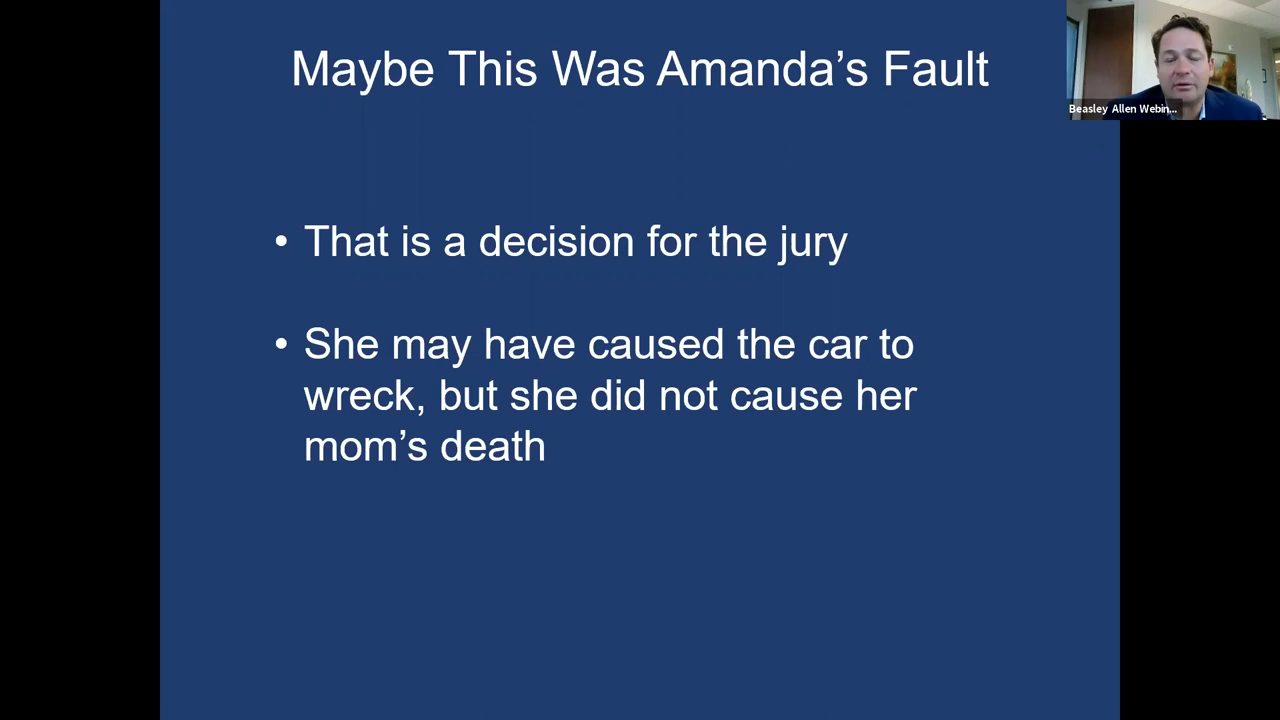 Maybe This Was Amanda’s Fault
Beasley Allen Webin...
• That is a decision for the jury
• She may have caused the car to
wreck, but she did not cause her
mom’s death